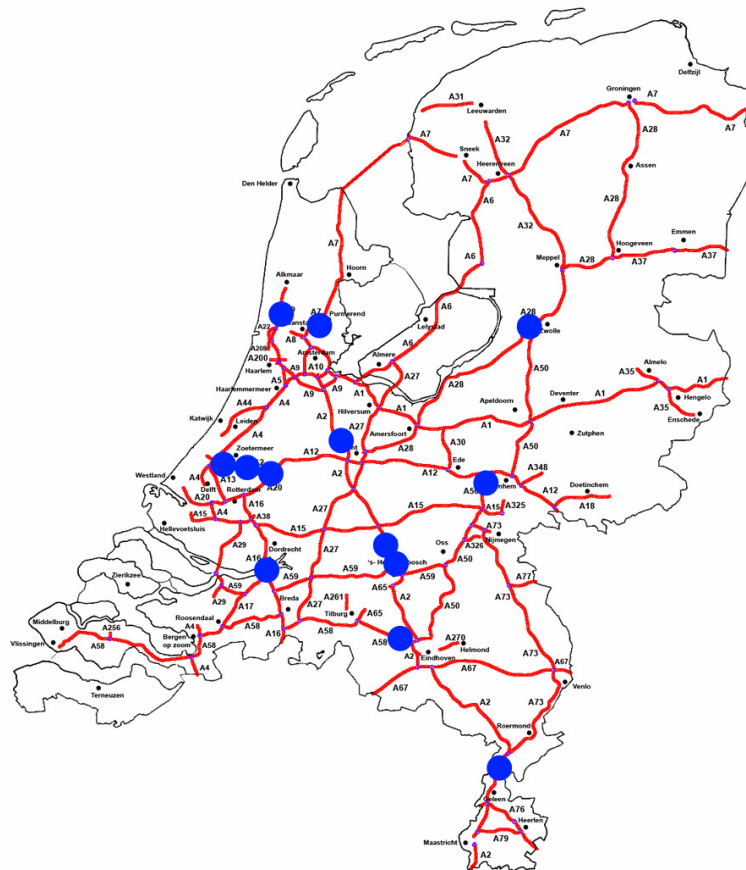 Delfzijl
Groningen
A7
A7
A31
Leeuwarden
A32
A7
A28
A7
Sneek
Heerenveen
Assen
A7
Den Helder
A6
A32
A28
A7
Emmen
Hoogeveen
A37
Hoorn
A6
Meppel
A28
A37
Alkmaar
A6
A28
A7
Purmerend
Lelystad
A22
A8
A208
Amsterdam
A6
Almere
A200
A10
A50
Haarlem
A9
A27
A28
Almelo
A35
A5
A9
A1
A1
Haarlemmermeer
A9
A4
Apeldoorn
Deventer
A1
Hengelo
A44
Hilversum
A1
A35
Katwijk
A2
Enschede
Leiden
A27
Amersfoort
A1
A4
A30
Zutphen
A28
A50
Zoetermeer
A12
Ede
Westland
A4
A13
A2
A12
A348
Delft
A20
Doetinchem
A20
Rotterdam
A12
A18
A15
A4
A16
A15
A15
A325
A38
Hellevoetsluis
A15
A27
A73
Nijmegen
A29
A27
Oss
A326
Dordrecht
A16
Zierikzee
A59
A59
A50
A59
A59
A77
A29
A65
A73
A17
A261
A2
Breda
Roosendaal
Tilburg
A65
A50
Middelburg
A256
A4
A58
A27
A58
A270
Vlissingen
Bergen
op zoom
A58
A16
A58
Helmond
A58
A2
Eindhoven
A4
A67
A73
A67
Terneuzen
A67
A2
Venlo
A73
Roermond
Geleen
A76
Heerlen
Maastricht
A79
A2